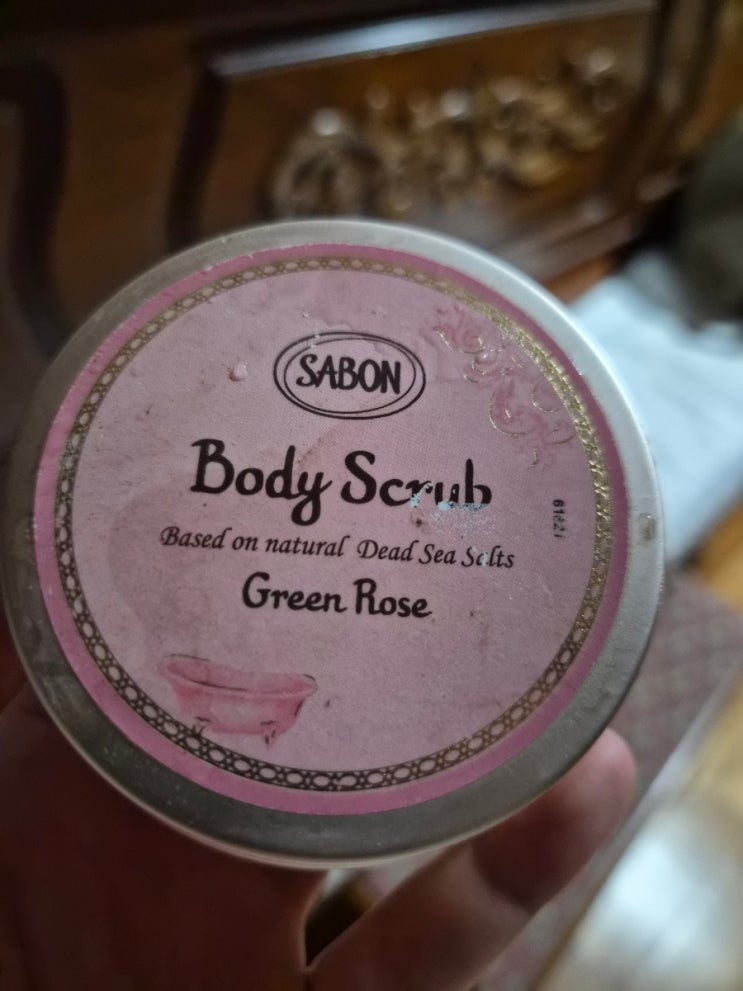 SABON
Body Scrub
Based on natural Dead Sea Salts
Green Rose